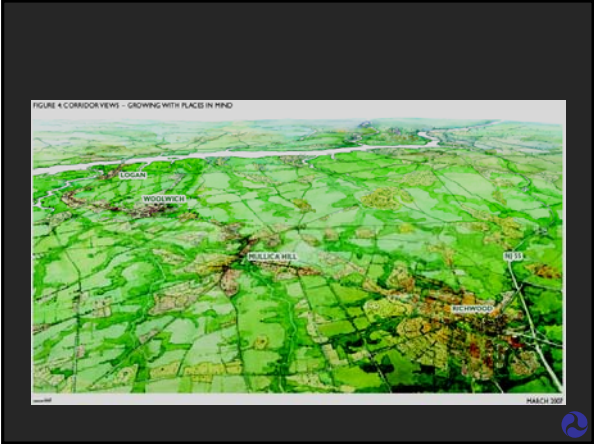 FIGURE 4: CORRIDOR VIEWS – GROWING WITH PLACES IN MIND
LOGAN
WOOLWICH
MULLICA HILL
NJ 55
RICHWOOD
MARCH 2007